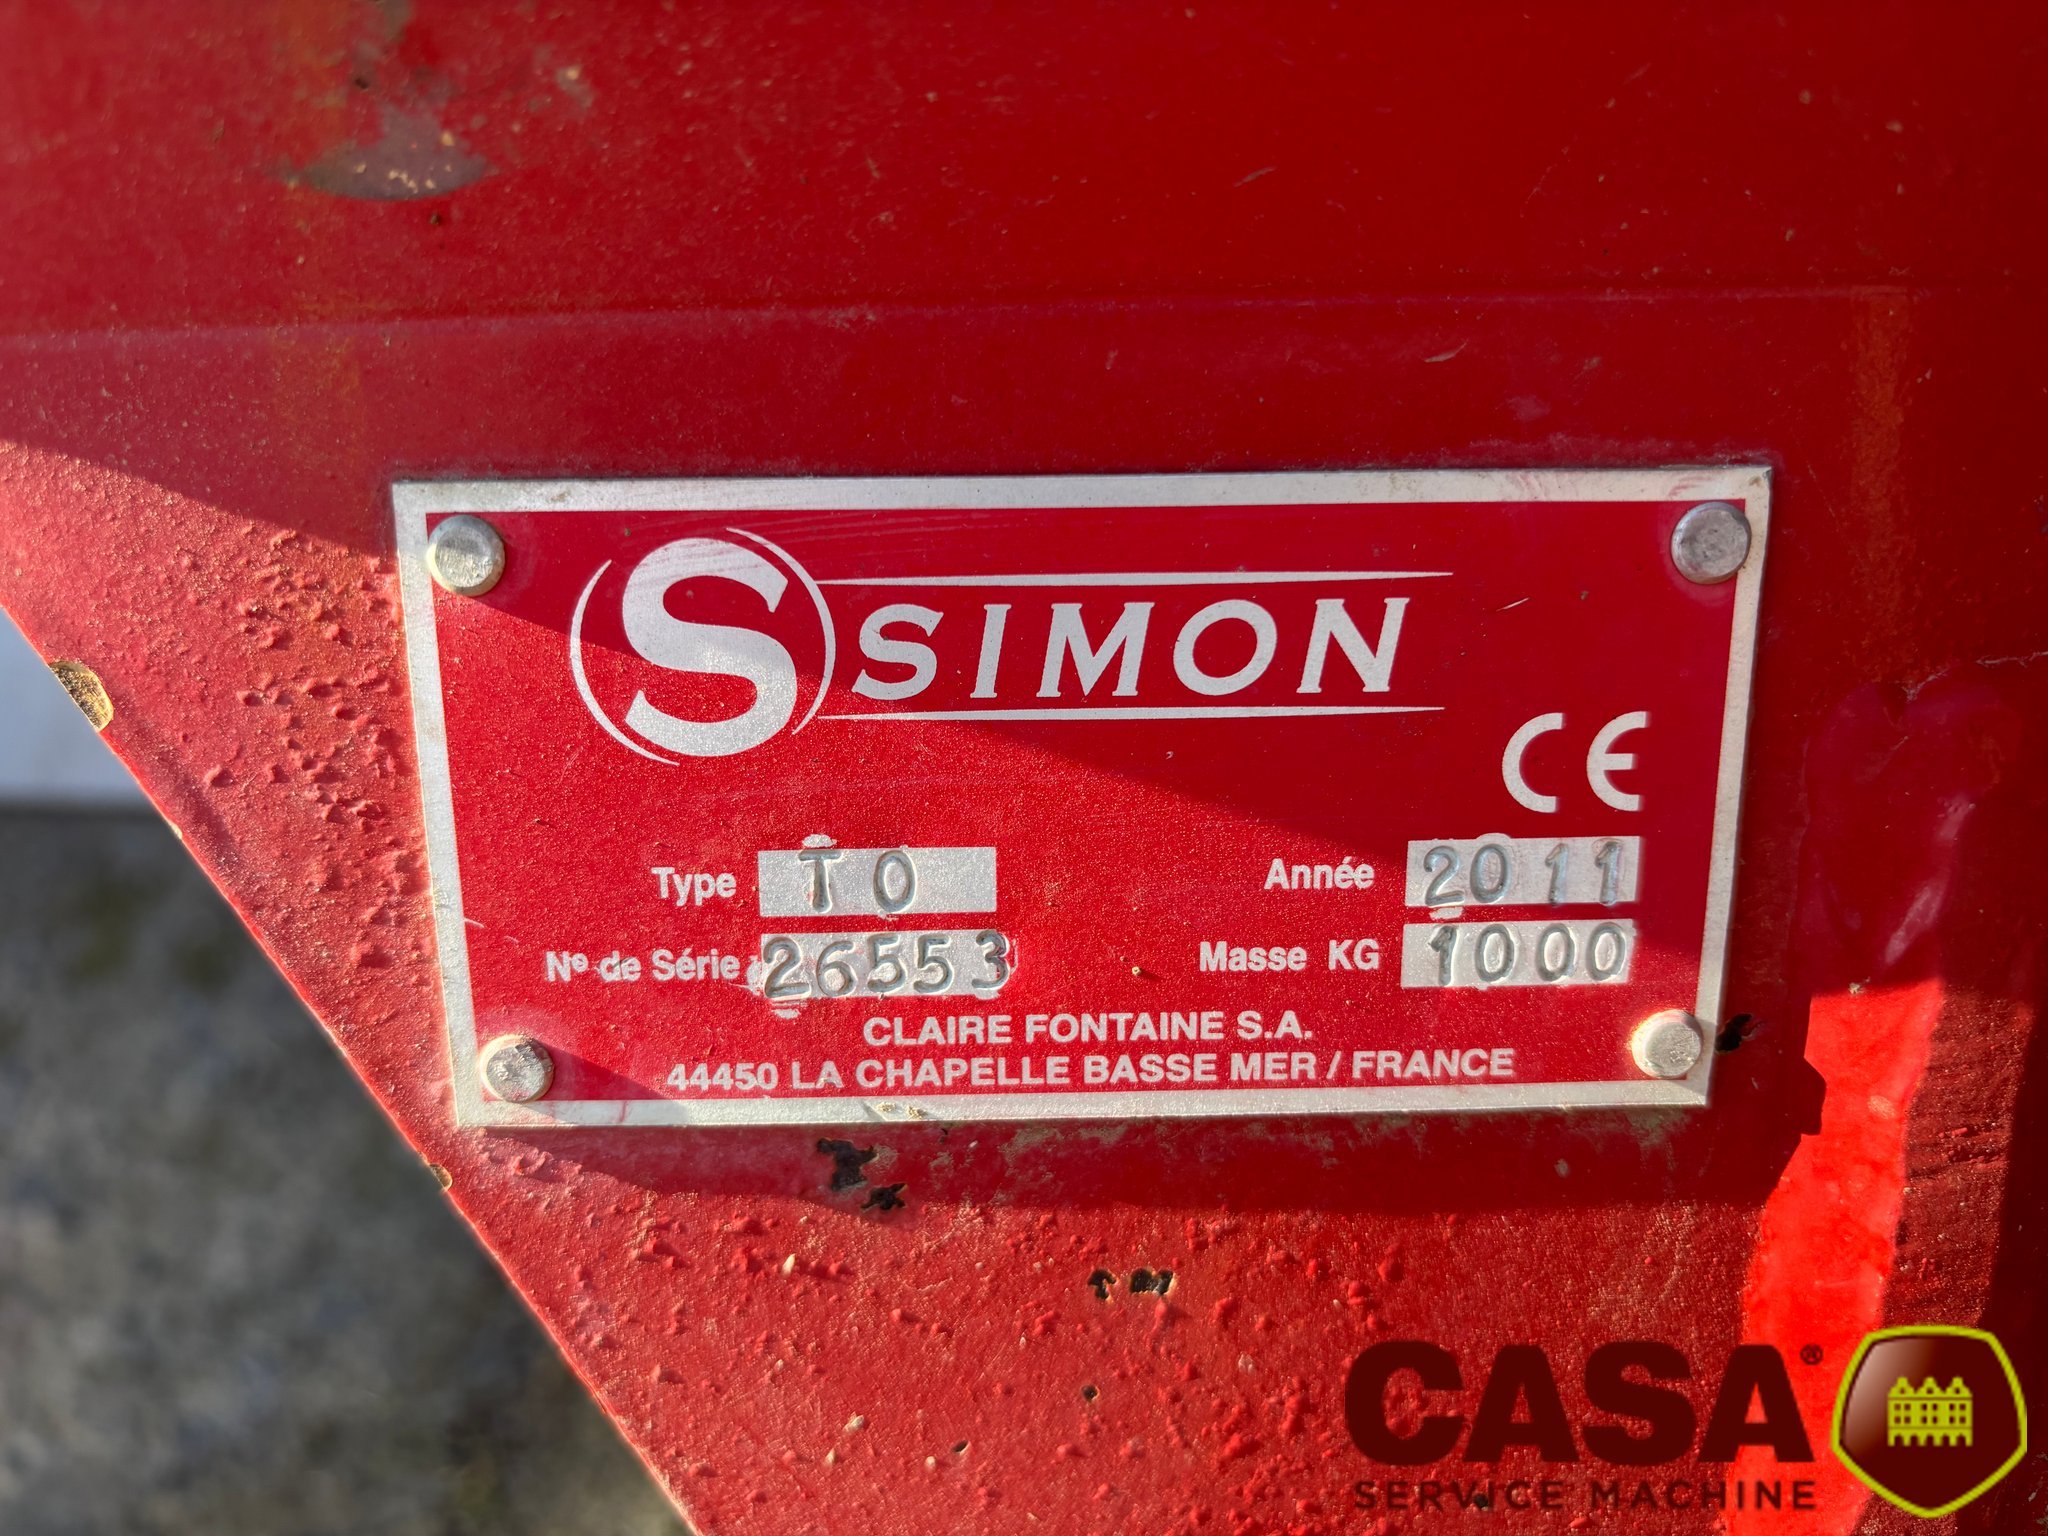 S SIMON
CE
Type T0 Année 2011
Nº de Série 26553 Masse KG 1000
CLAIRE FONTAINE S.A.
44450 LA CHAPELLE BASSE MER / FRANCE
CASA®
SERVICE MACHINE